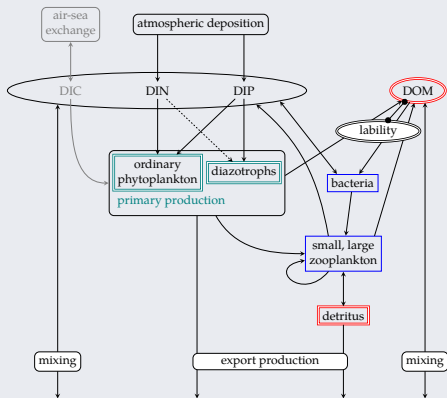 air-sea
exchange
atmospheric deposition
DIC
DIN
DIP
DOM
lability
ordinary
phytoplankton
diazotrophs
primary production
bacteria
small, large
zooplankton
detritus
mixing
export production
mixing